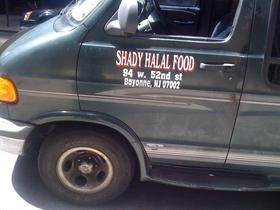 SHADY HALAL FOOD
94 w. 52nd st
Bayonne, NJ 07002